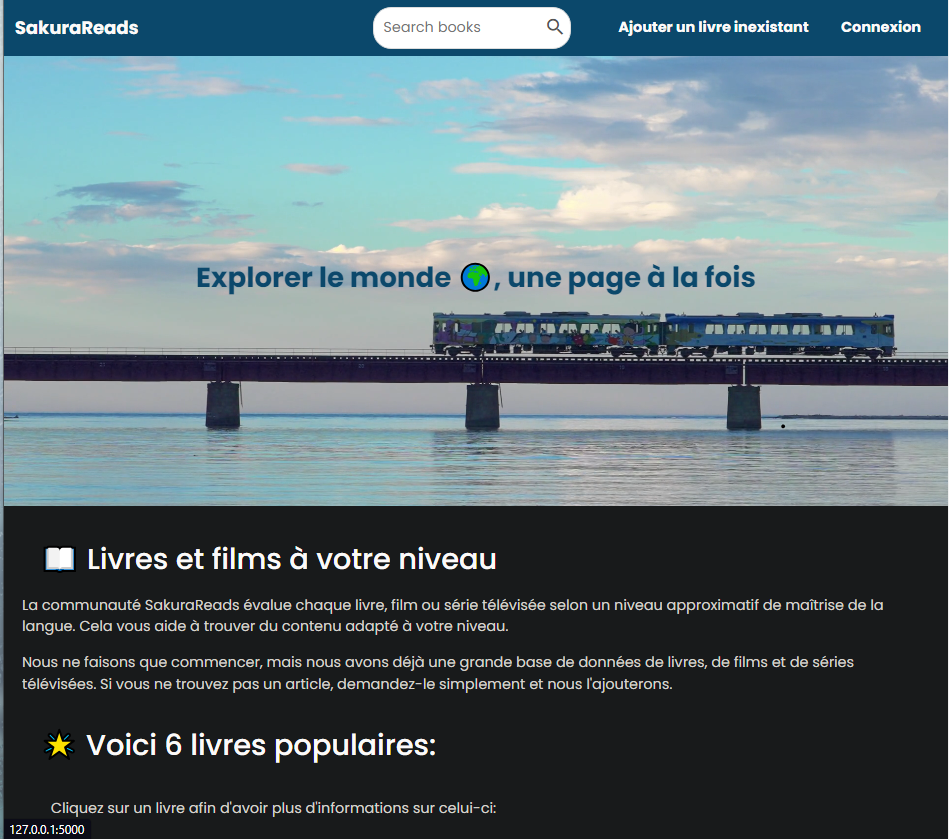 SakuraReads
Search books
Ajouter un livre inexistant
Connexion
Explorer le monde 🌍, une page à la fois
📖 Livres et films à votre niveau
La communauté SakuraReads évalue chaque livre, film ou série télévisée selon un niveau approximatif de maîtrise de la
langue. Cela vous aide à trouver du contenu adapté à votre niveau.
Nous ne faisons que commencer, mais nous avons déjà une grande base de données de livres, de films et de séries
télévisées. Si vous ne trouvez pas un article, demandez-le simplement et nous l'ajouterons.
🌟 Voici 6 livres populaires:
Cliquez sur un livre afin d'avoir plus d'informations sur celui-ci:
127.0.0.1:5000